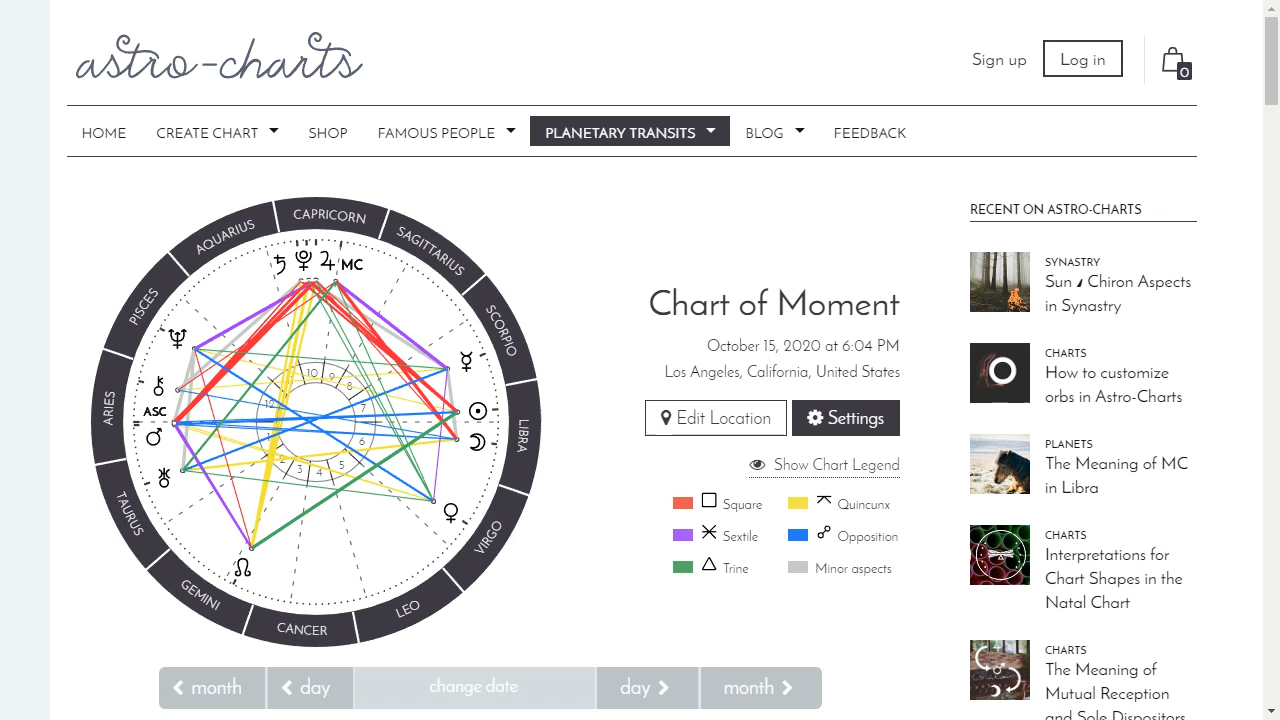 astro-charts
Sign up
Log in
0
HOME
CREATE CHART
SHOP
FAMOUS PEOPLE
PLANETARY TRANSITS
BLOG
FEEDBACK
CAPRICORN
SAGITTARIUS
SCORPIO
LIBRA
VIRGO
LEO
CANCER
GEMINI
TAURUS
ARIES
PISCES
AQUARIUS
MC
ASC
10
9
8
7
6
5
4
3
12
Chart of Moment
October 15, 2020 at 6:04 PM
Los Angeles, California, United States
Edit Location
Settings
Show Chart Legend
Square
Quincunx
Sextile
Opposition
Trine
Minor aspects
month
day
change date
day
month
RECENT ON ASTRO-CHARTS
SYNASTRY
Sun / Chiron Aspects
in Synastry
CHARTS
How to customize
orbs in Astro-Charts
PLANETS
The Meaning of MC
in Libra
CHARTS
Interpretations for
Chart Shapes in the
Natal Chart
CHARTS
The Meaning of
Mutual Reception
and Sole Dispositors